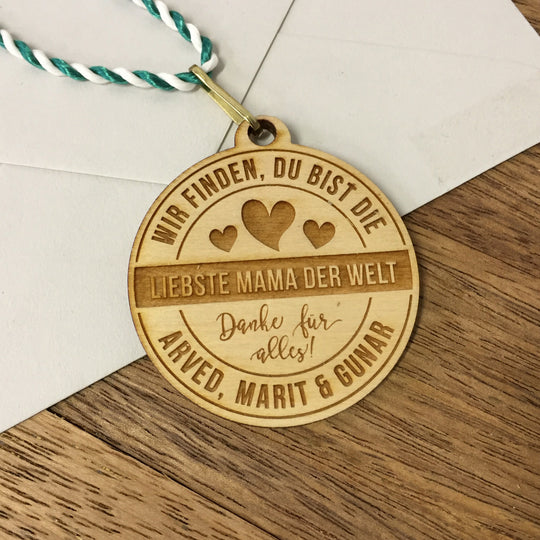 WIR FINDEN, DU BIST DIE
LIEBSTE MAMA DER WELT
Danke für
alles!
ARVED, MARIT & GUNAR